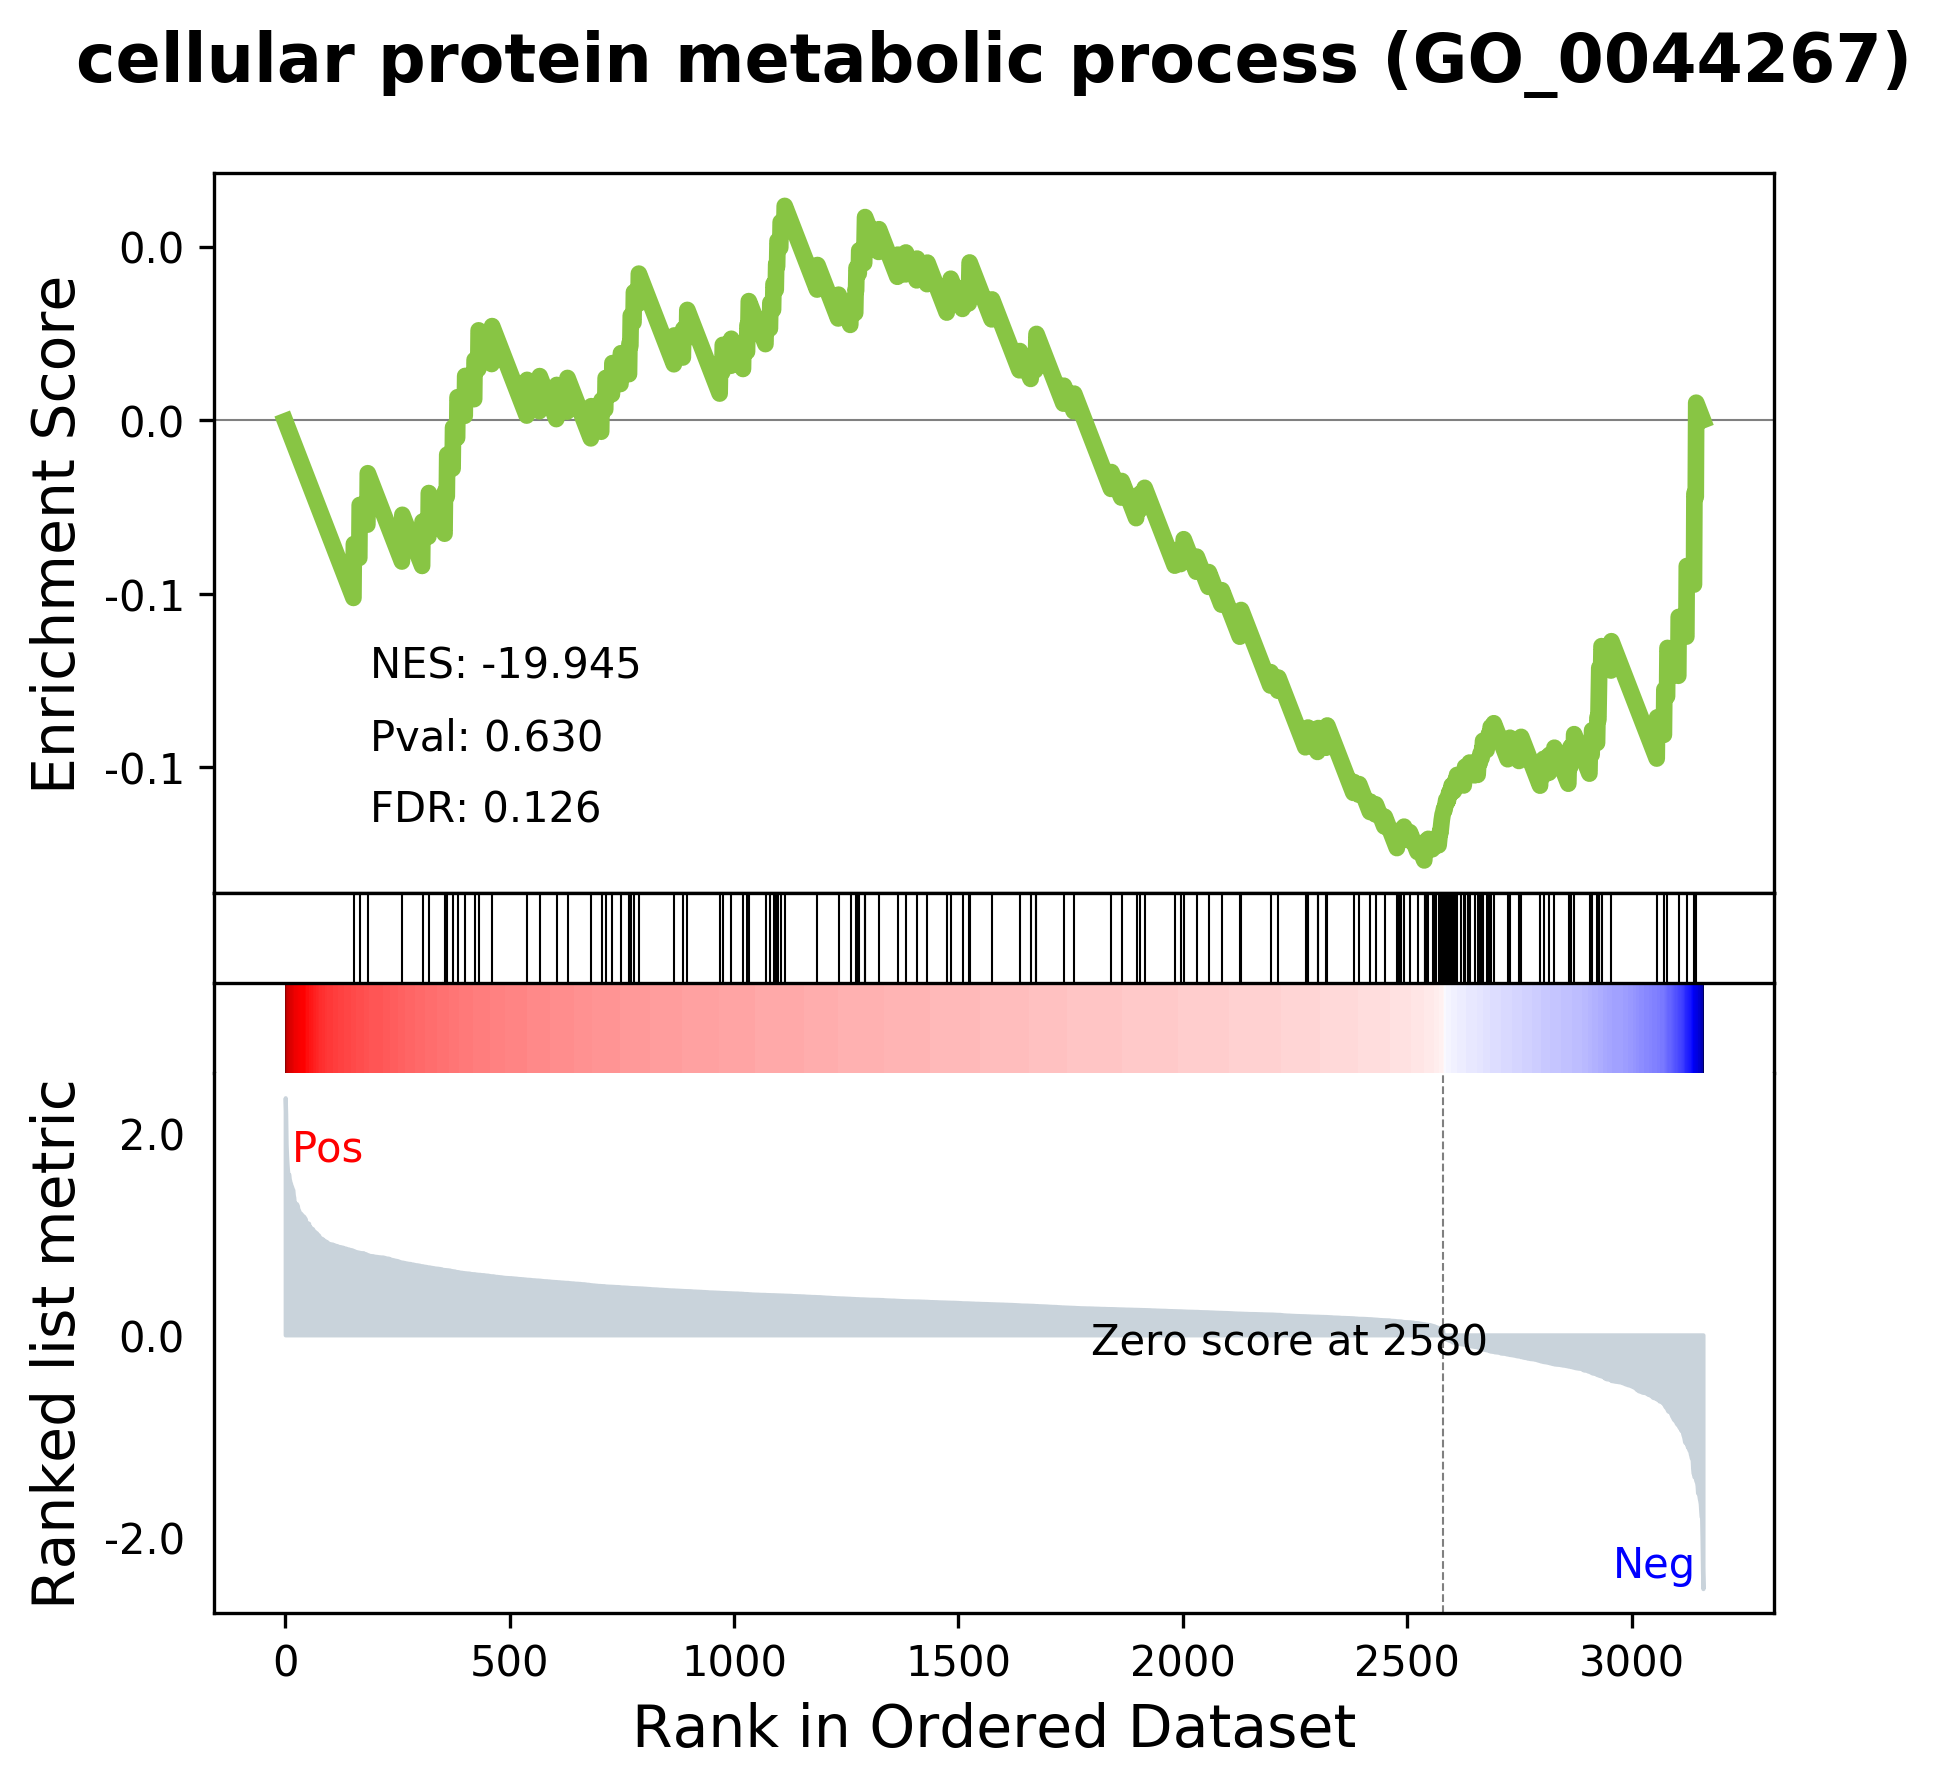 cellular protein metabolic process (GO_0044267)
Enrichment Score
0.0
0.0
-0.1
-0.1
NES: -19.945
Pval: 0.630
FDR: 0.126
Ranked list metric
2.0
0.0
-2.0
Pos
Zero score at 2580
Neg
0 500 1000 1500 2000 2500 3000
Rank in Ordered Dataset